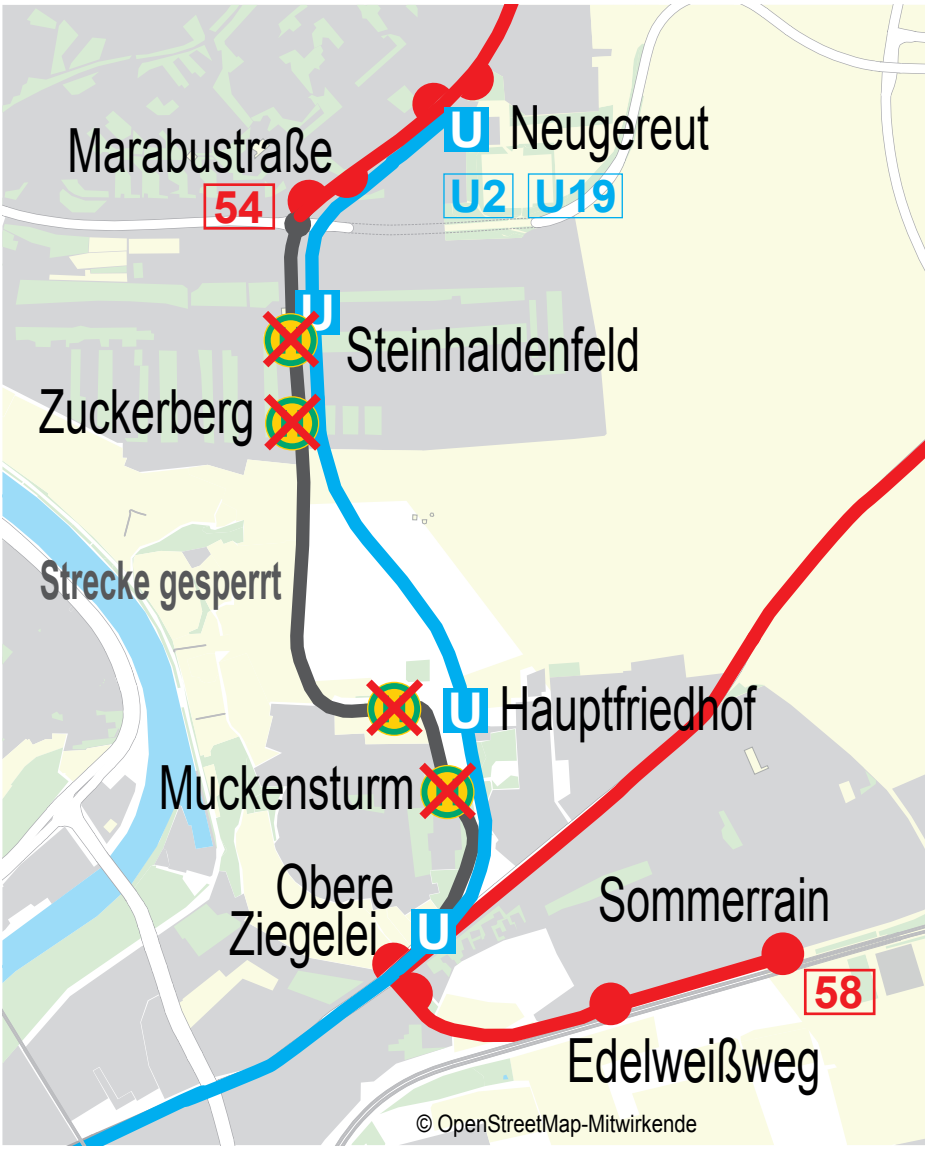 U Neugereut
Marabustraße
54
U2 U19
U
Steinhaldenfeld
Zuckerberg
Strecke gesperrt
U Hauptfriedhof
Muckensturm
Obere
Ziegelei
U
Sommerrain
58
Edelweißweg
© OpenStreetMap-Mitwirkende